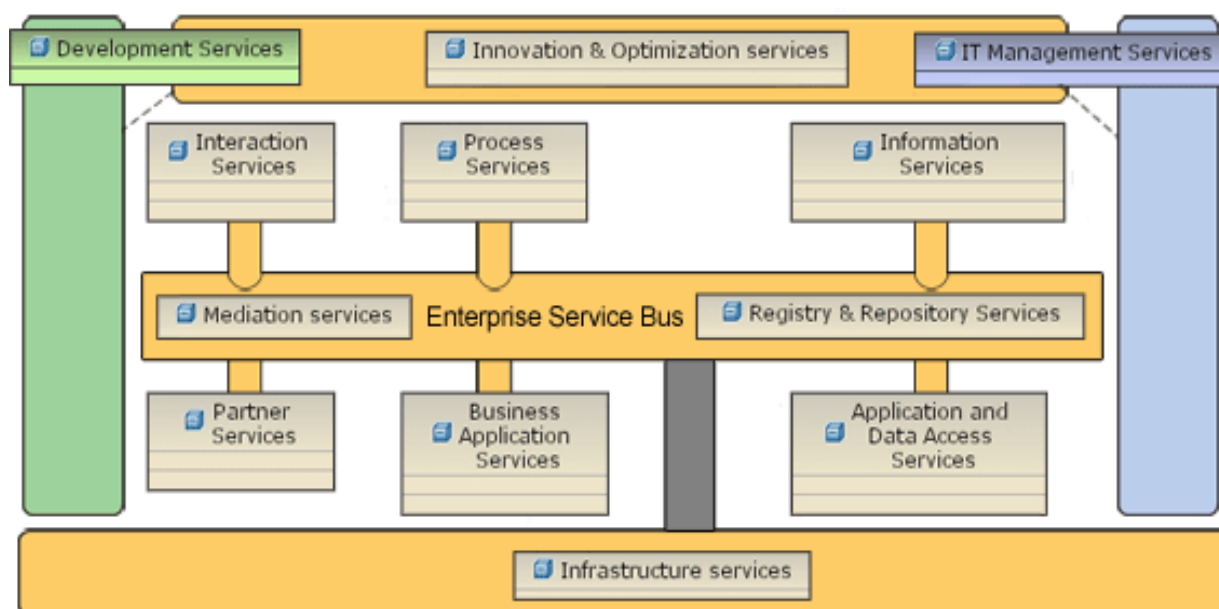 Development Services
Innovation & Optimization services
IT Management Services
Interaction
Services
Process
Services
Information
Services
Mediation services
Enterprise Service Bus
Registry & Repository Services
Partner
Services
Business
Application
Services
Application and
Data Access
Services
Infrastructure services